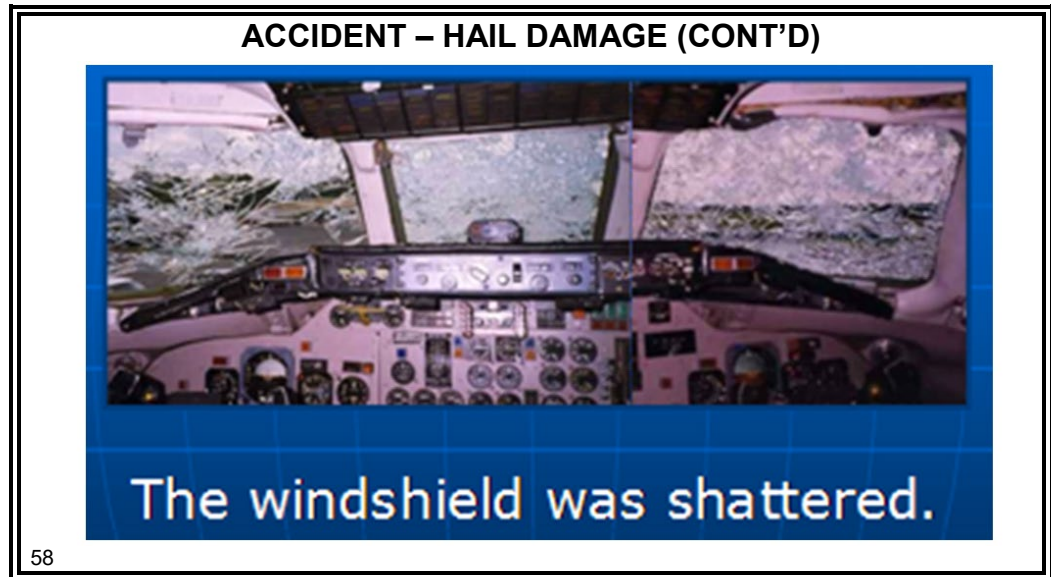 ACCIDENT – HAIL DAMAGE (CONT’D)
The windshield was shattered.
58